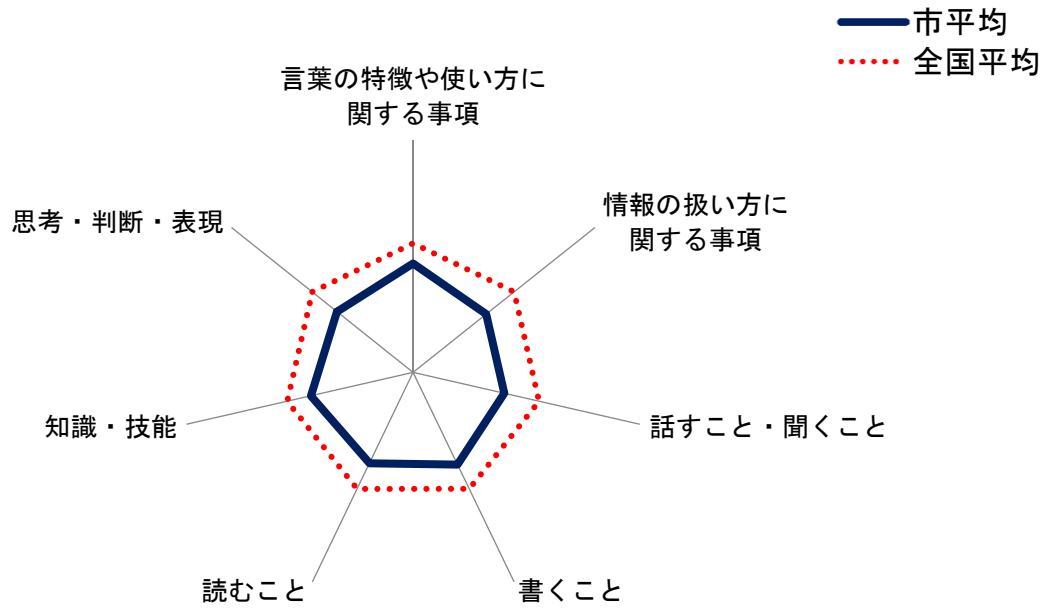 市平均
全国平均
言葉の特徴や使い方に
関する事項
情報の扱い方に
関する事項
思考・判断・表現
知識・技能
話すこと・聞くこと
読むこと
書くこと